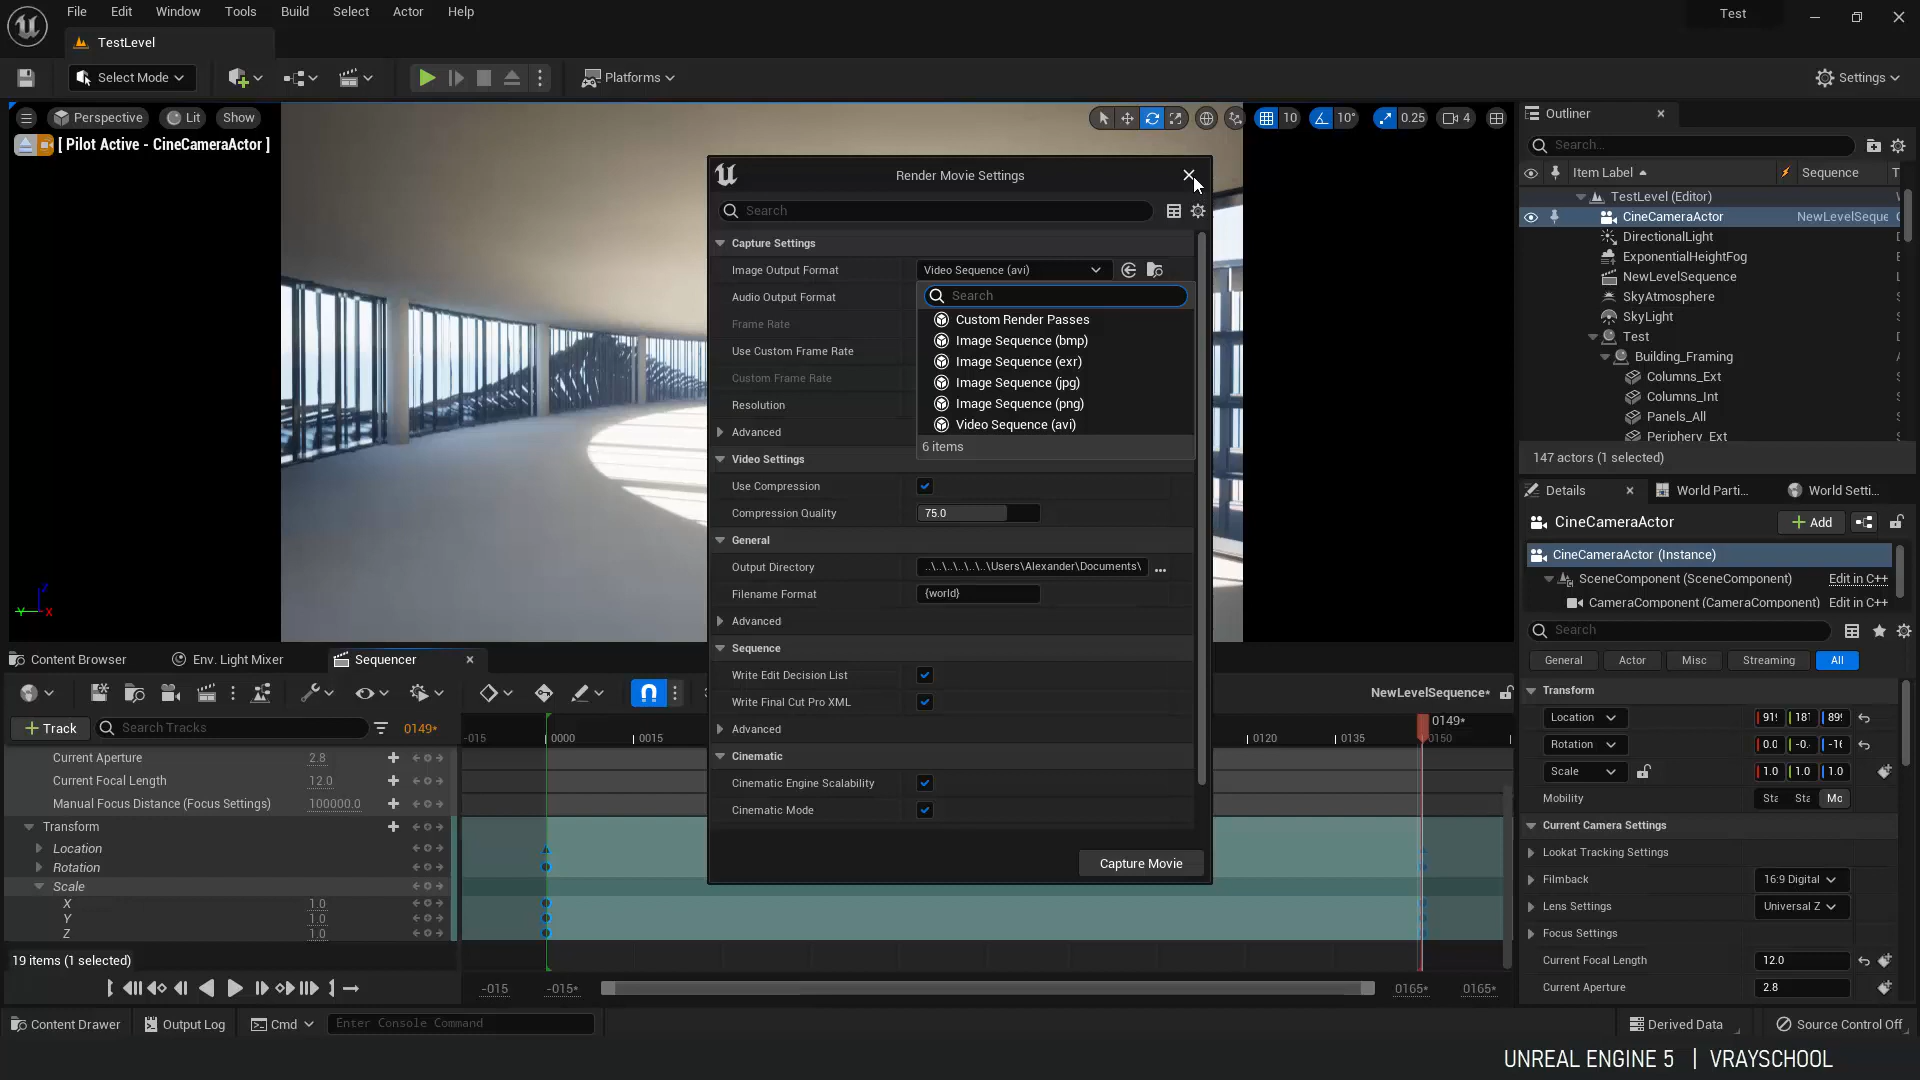 File Edit Window Tools Build Select Actor Help
Test
TestLevel
Select Mode
Platforms
Settings
Perspective Lit Show
10 10° 0.25 4
[ Pilot Active - CineCameraActor ]
Outliner
Search...
Item Label Sequence
TestLevel (Editor)
CineCameraActor NewLevelSeque
DirectionalLight
ExponentialHeightFog
NewLevelSequence
SkyAtmosphere
SkyLight
Test
Building_Framing
Columns_Ext
Columns_Int
Panels_All
Periphery_Ext
147 actors (1 selected)
Render Movie Settings
Search
Capture Settings
Image Output Format Video Sequence (avi)
Audio Output Format
Search
Frame Rate
Custom Render Passes
Use Custom Frame Rate
Image Sequence (bmp)
Image Sequence (exr)
Custom Frame Rate
Image Sequence (jpg)
Resolution
Image Sequence (png)
Advanced
Video Sequence (avi)
6 items
Video Settings
Use Compression
Compression Quality 75.0
General
Output Directory ..\..\..\..\..\..\Users\Alexander\Documents\ ...
Filename Format {world}
Advanced
Sequence
Write Edit Decision List
Write Final Cut Pro XML
Advanced
Cinematic
Cinematic Engine Scalability
Cinematic Mode
Capture Movie
Details World Parti... World Setti...
CineCameraActor
Add
CineCameraActor (Instance)
SceneComponent (SceneComponent) Edit in C++
CameraComponent (CameraComponent) Edit in C++
Search
General Actor Misc Streaming All
Transform
Location
Rotation
Scale 1.0 1.0 1.0
Mobility Sta Sta Mo
Current Camera Settings
Lookat Tracking Settings
Filmback 16:9 Digital
Lens Settings Universal Z
Focus Settings
Current Focal Length 12.0
Current Aperture 2.8
Content Browser Env. Light Mixer Sequencer
NewLevelSequence*
Track Search Tracks 0149*
-015 0000 0015 0120 0135 0149* 0150
Current Aperture 2.8
Current Focal Length 12.0
Manual Focus Distance (Focus Settings) 100000.0
Transform
Location
Rotation
Scale
X 1.0
Y 1.0
Z 1.0
19 items (1 selected)
-015 -015* 0165* 0165*
Content Drawer Output Log Cmd Enter Console Command
Derived Data Source Control Off
UNREAL ENGINE 5 | VRAYSCHOOL